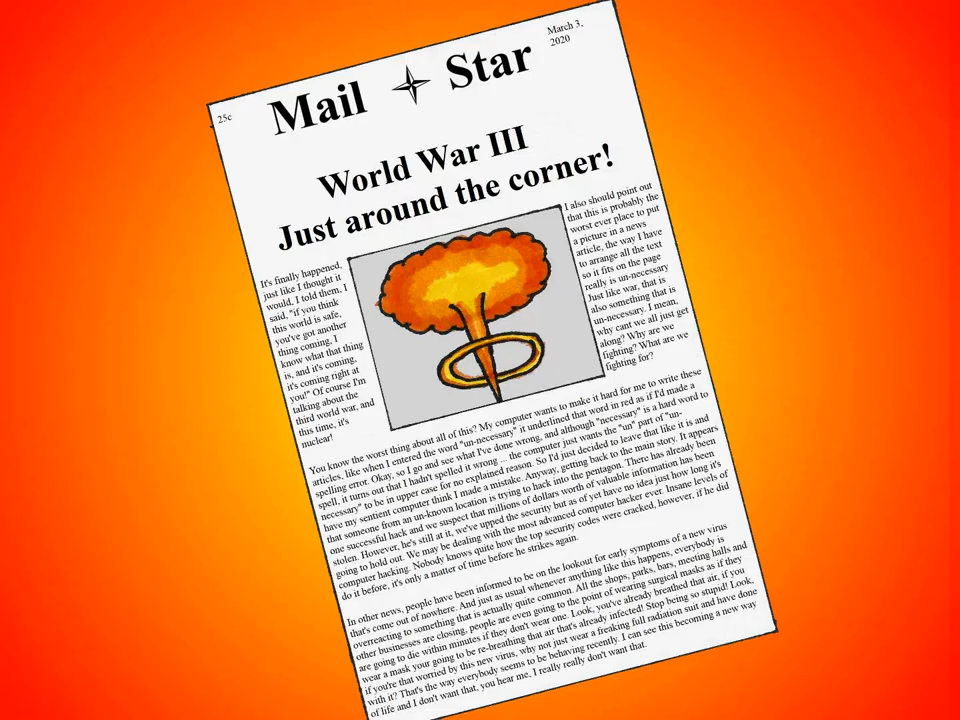 March 3,
2020
25c
Mail Star
World War III
Just around the corner!
It's finally happened,
just like I thought it
would, I told them, I
said, "if you think
this world is safe,
you've got another
thing coming, I
know what that thing
is, and it's coming,
it's coming right at
you!" Of course I'm
talking about the
third world war, and
this time, it's
nuclear!
I also should point out
that this is probably the
worst ever place to put
a picture in a news
article, the way I have
to arrange all the text
so it fits on the page
really is un-necessary
Just like war, that is
also something that is
un-necessary. I mean,
why cant we all just get
along? Why are we
fighting? What are we
fighting for?
You know the worst thing about all of this? My computer wants to make it hard for me to write these
articles, like when I entered the word "un-necessary" it underlined that word in red as if I'd made a
spelling error. Okay, so I go and see what I've done wrong, and although "necessary" is a hard word to
spell, it turns out that I hadn't spelled it wrong ... the computer just wants the "un" part of "un-
necessary" to be in upper case for no explained reason. So I'd just decided to leave that like it is and
have my sentient computer think I made a mistake. Anyway, getting back to the main story. It appears
that someone from an un-known location is trying to hack into the pentagon. There has already been
one successful hack and we suspect that millions of dollars worth of valuable information has been
stolen. However, he's still at it, we've upped the security but as of yet have no idea just how long it's
going to hold out. We may be dealing with the most advanced computer hacker ever. Insane levels of
computer hacking. Nobody knows quite how the top security codes were cracked, however, if he did
do it before, it's only a matter of time before he strikes again.
In other news, people have been informed to be on the lookout for early symptoms of a new virus
that's come out of nowhere. And just as usual whenever anything like this happens, everybody is
overreacting to something that is actually quite common. All the shops, parks, bars, meeting halls and
other businesses are closing, people are even going to the point of wearing surgical masks as if they
are going to die within minutes if they don't wear one. Look, you've already breathed that air, if you
wear a mask your going to be re-breathing that air that's already infected! Stop being so stupid! Look,
if you're that worried by this new virus, why not just wear a freaking full radiation suit and have done
with it? That's the way everybody seems to be behaving recently. I can see this becoming a new way
of life and I don't want that, you hear me, I really really don't want that.